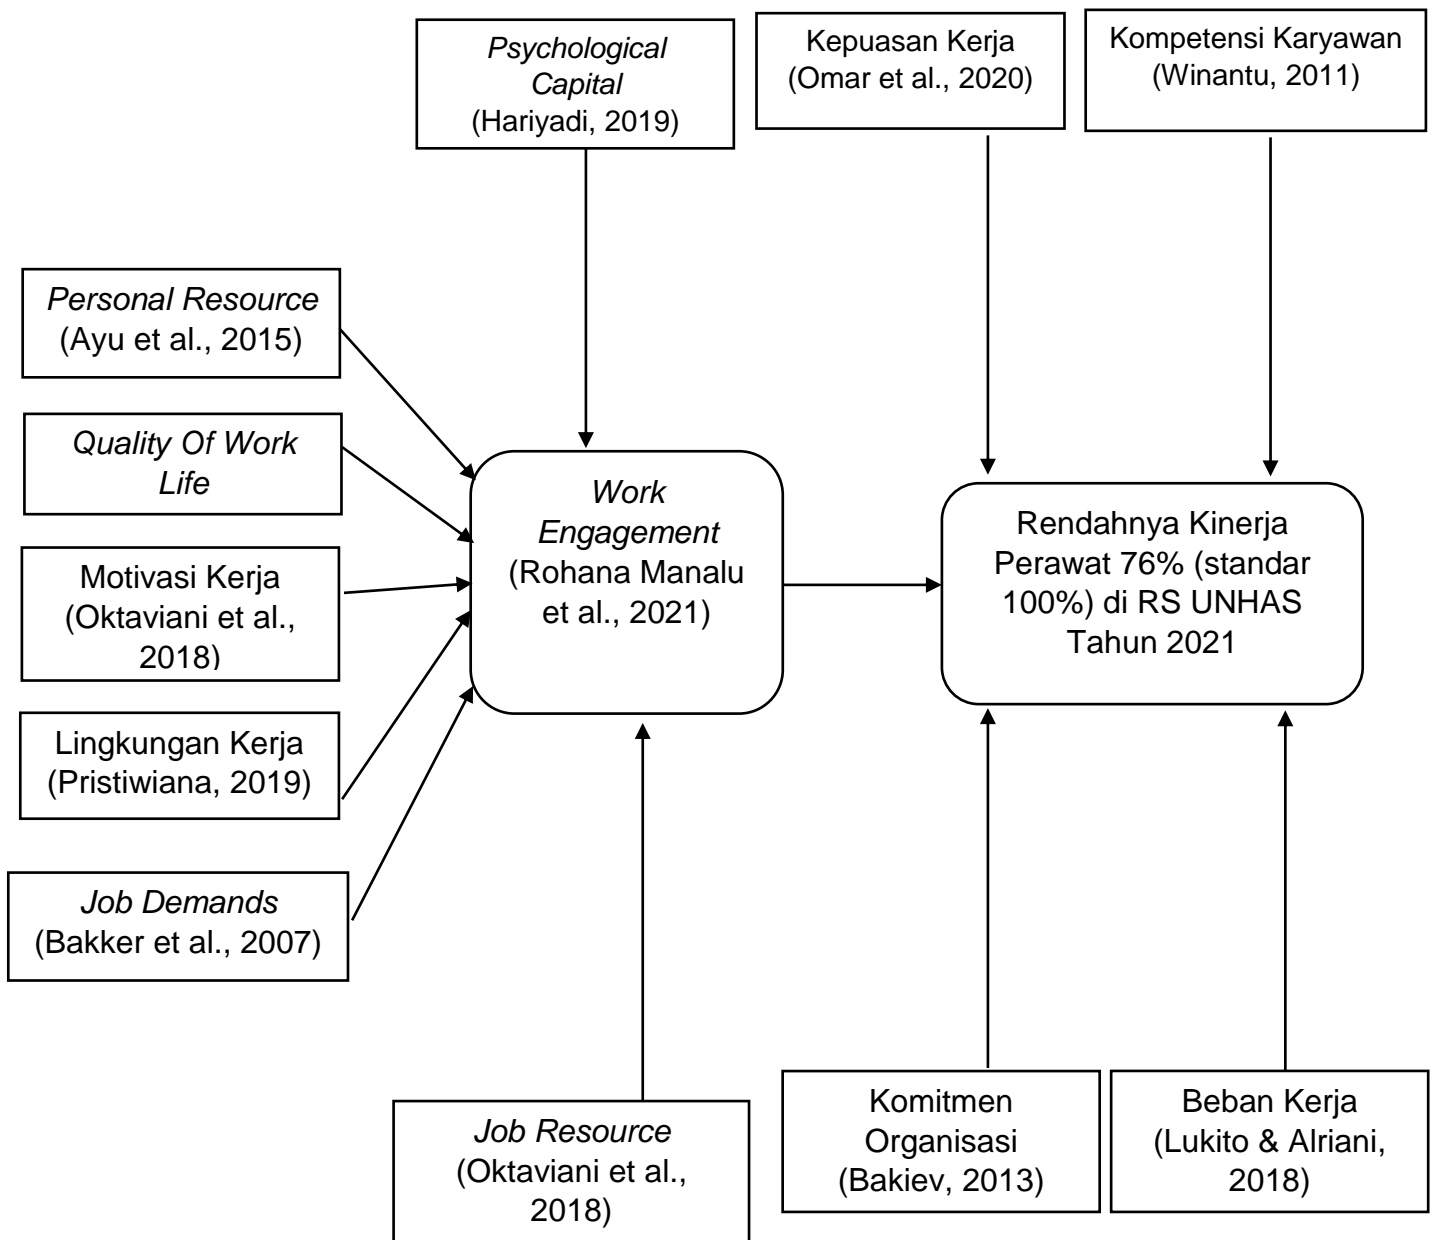 Psychological
Capital
(Hariyadi, 2019)
Kepuasan Kerja
(Omar et al., 2020)
Kompetensi Karyawan
(Winantu, 2011)
Personal Resource
(Ayu et al., 2015)
Quality Of Work
Life
Motivasi Kerja
(Oktaviani et al.,
2018)
Lingkungan Kerja
(Pristiwiana, 2019)
Job Demands
(Bakker et al., 2007)
Work
Engagement
(Rohana Manalu
et al., 2021)
Rendahnya Kinerja
Perawat 76% (standar
100%) di RS UNHAS
Tahun 2021
Job Resource
(Oktaviani et al.,
2018)
Komitmen
Organisasi
(Bakiev, 2013)
Beban Kerja
(Lukito & Alriani,
2018)